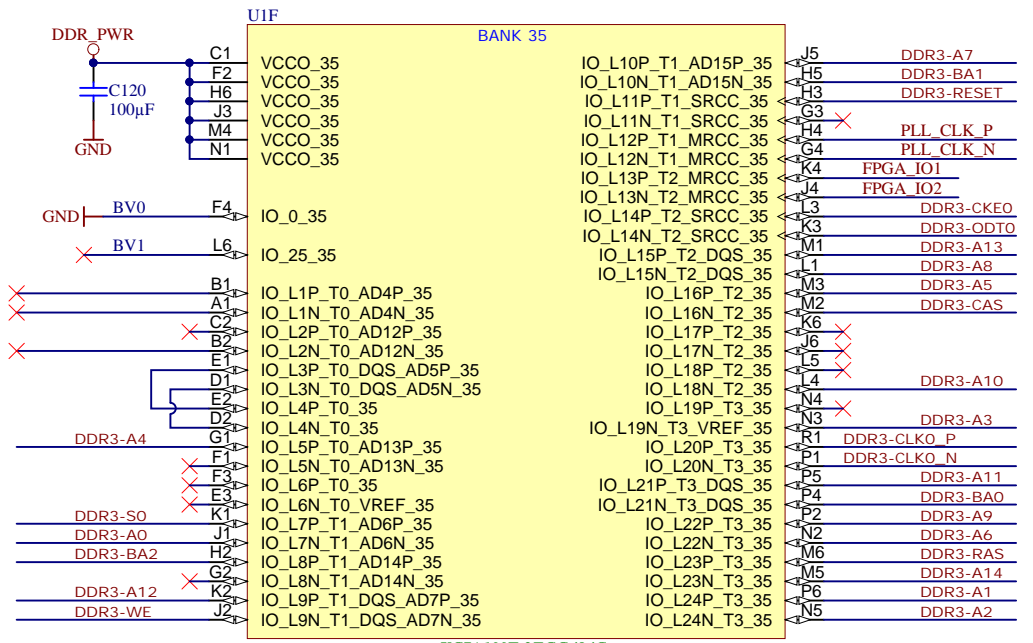 U1F
BANK 35
DDR_PWR
C120
100µF
GND
C1 VCCO_35
F2 VCCO_35
H6 VCCO_35
J3 VCCO_35
M4 VCCO_35
N1 VCCO_35
GND BV0 F4 IO_0_35
BV1 L6 IO_25_35
B1 IO_L1P_T0_AD4P_35
A1 IO_L1N_T0_AD4N_35
C2 IO_L2P_T0_AD12P_35
B2 IO_L2N_T0_AD12N_35
E1 IO_L3P_T0_DQS_AD5P_35
D1 IO_L3N_T0_DQS_AD5N_35
E2 IO_L4P_T0_35
D2 IO_L4N_T0_35
DDR3-A4 G1 IO_L5P_T0_AD13P_35
F1 IO_L5N_T0_AD13N_35
F3 IO_L6P_T0_35
E3 IO_L6N_T0_VREF_35
DDR3-S0 K1 IO_L7P_T1_AD6P_35
DDR3-A0 J1 IO_L7N_T1_AD6N_35
DDR3-BA2 H2 IO_L8P_T1_AD14P_35
G2 IO_L8N_T1_AD14N_35
DDR3-A12 K2 IO_L9P_T1_DQS_AD7P_35
DDR3-WE J2 IO_L9N_T1_DQS_AD7N_35
IO_L10P_T1_AD15P_35 J5 DDR3-A7
IO_L10N_T1_AD15N_35 H5 DDR3-BA1
IO_L11P_T1_SRCC_35 H3 DDR3-RESET
IO_L11N_T1_SRCC_35 G3
IO_L12P_T1_MRCC_35 H4 PLL_CLK_P
IO_L12N_T1_MRCC_35 G4 PLL_CLK_N
IO_L13P_T2_MRCC_35 K4 FPGA_IO1
IO_L13N_T2_MRCC_35 J4 FPGA_IO2
IO_L14P_T2_SRCC_35 L3 DDR3-CKE0
IO_L14N_T2_SRCC_35 K3 DDR3-ODT0
IO_L15P_T2_DQS_35 M1 DDR3-A13
IO_L15N_T2_DQS_35 L1 DDR3-A8
IO_L16P_T2_35 M3 DDR3-A5
IO_L16N_T2_35 M2 DDR3-CAS
IO_L17P_T2_35 K6
IO_L17N_T2_35 J6
IO_L18P_T2_35 L5
IO_L18N_T2_35 L4 DDR3-A10
IO_L19P_T3_35 N4
IO_L19N_T3_VREF_35 N3 DDR3-A3
IO_L20P_T3_35 R1 DDR3-CLK0_P
IO_L20N_T3_35 P1 DDR3-CLK0_N
IO_L21P_T3_DQS_35 P5 DDR3-A11
IO_L21N_T3_DQS_35 P4 DDR3-BA0
IO_L22P_T3_35 P2 DDR3-A9
IO_L22N_T3_35 N2 DDR3-A6
IO_L23P_T3_35 M6 DDR3-RAS
IO_L23N_T3_35 M5 DDR3-A14
IO_L24P_T3_35 P6 DDR3-A1
IO_L24N_T3_35 N5 DDR3-A2